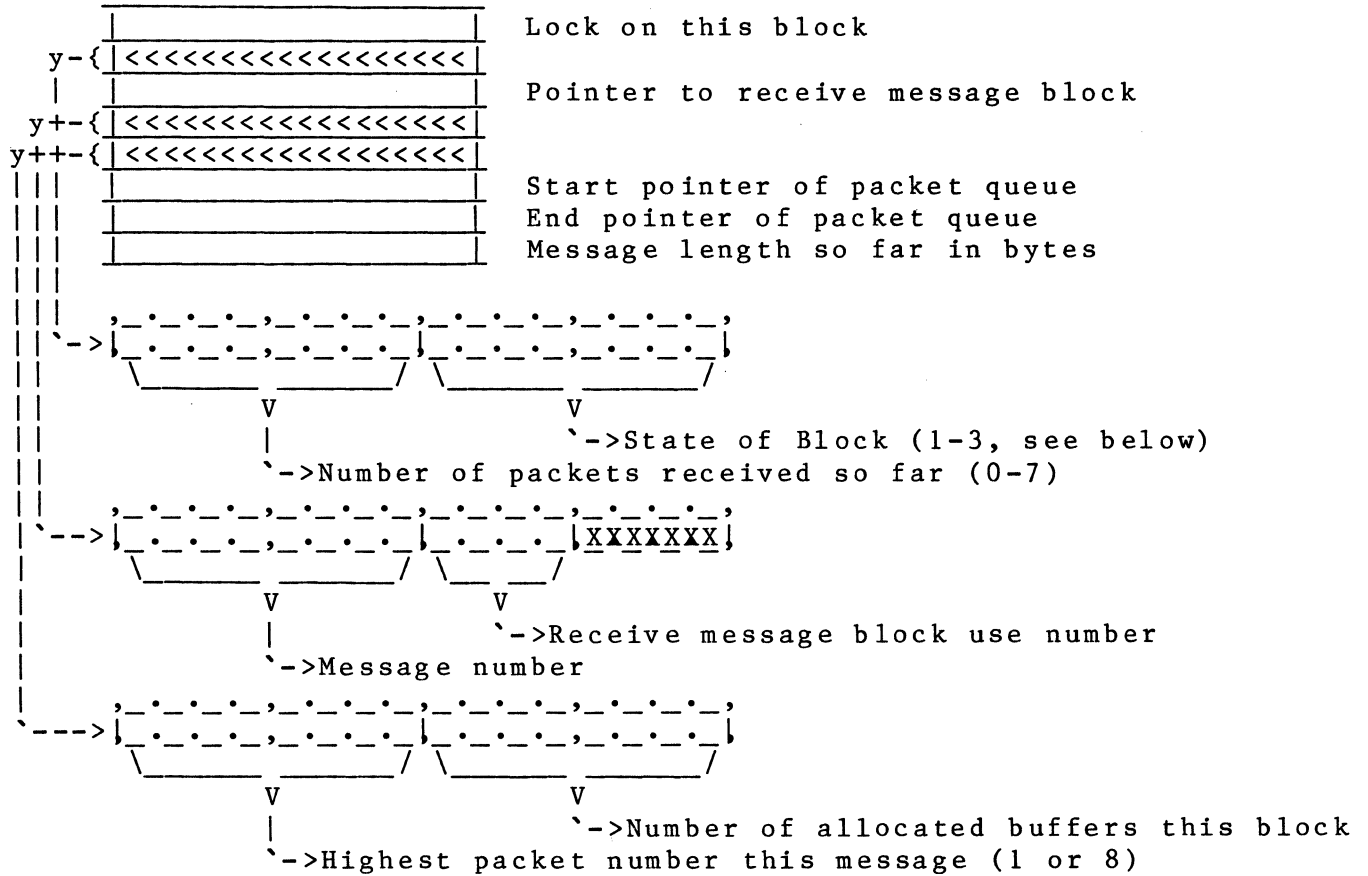 Lock on this block
y-{|<<<<<<<<<<<<<<<<<|
Pointer to receive message block
y+-{|<<<<<<<<<<<<<<<<<|
y++-{|<<<<<<<<<<<<<<<<<|
Start pointer of packet queue
End pointer of packet queue
Message length so far in bytes
V V
`->State of Block (1-3, see below)
`->Number of packets received so far (0-7)
XXXXXXX
V V
`->Receive message block use number
`->Message number
V V
`->Number of allocated buffers this block
`->Highest packet number this message (1 or 8)